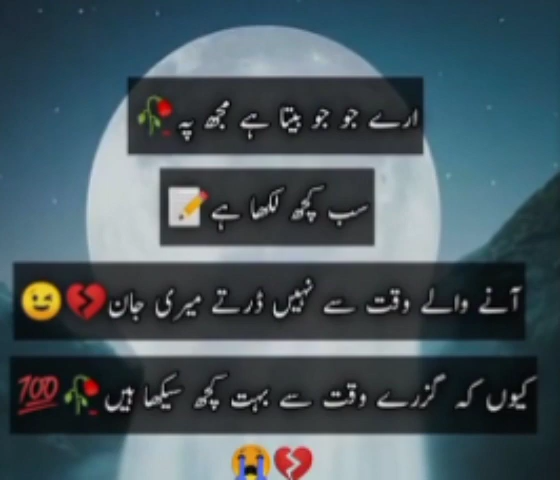 ارے جو جو بیتا ہے مجھ پہ 🥀
سب کچھ لکھا ہے 📝
آنے والے وقت سے نہیں ڈرتے میری جان 💔😉
کیوں کہ گزرے وقت سے بہت کچھ سیکھا ہیں 🥀💯
💔😭